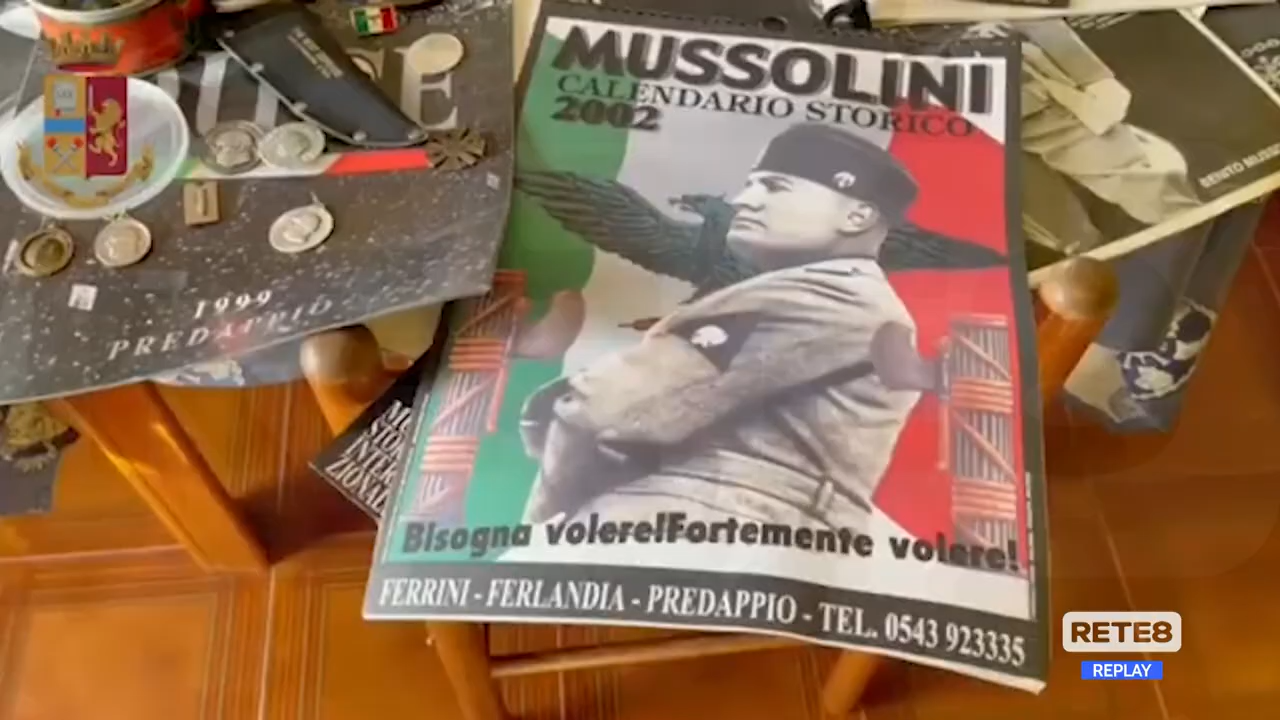 MUSSOLINI
CALENDARIO STORICO
2002
1999
PREDAPPIO
BENITO MUSSO
Bisogna volere!Fortemente volere!
FERRINI - FERLANDIA - PREDAPPIO - TEL. 0543 923335
RETE8
REPLAY